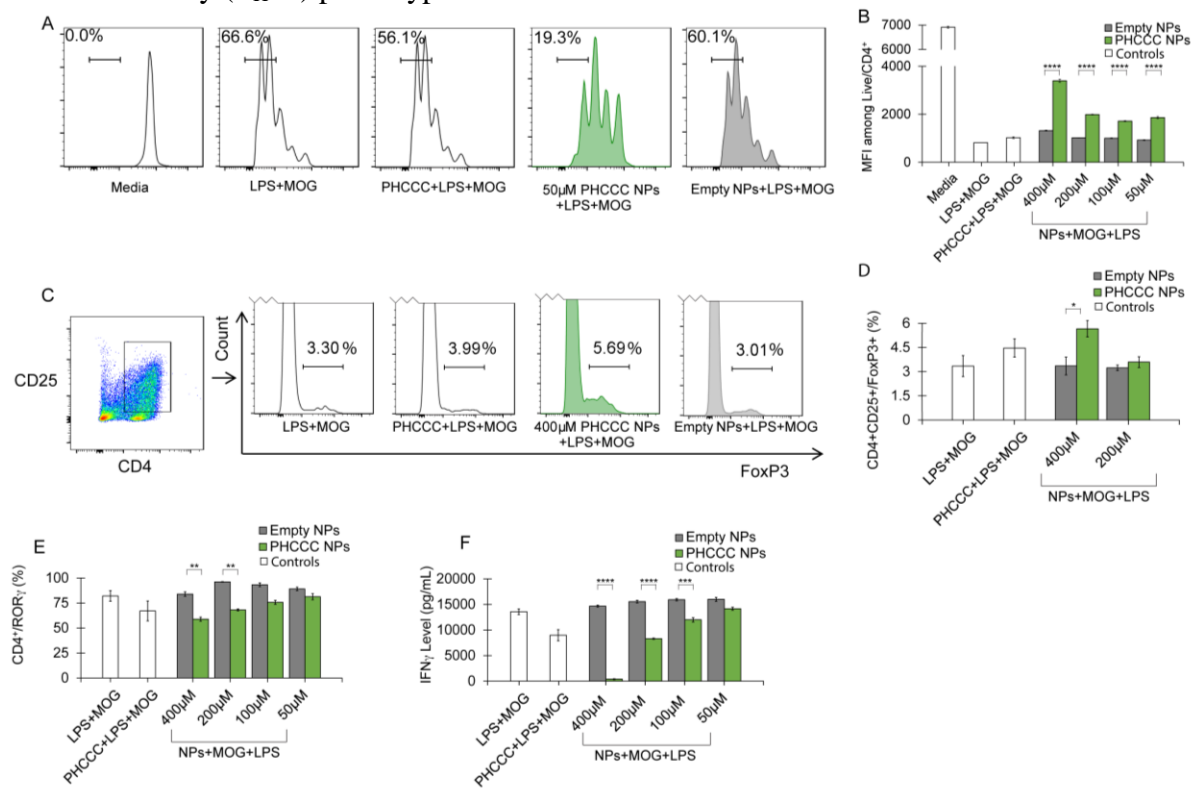 A
0.0%
66.6%
56.1%
19.3%
60.1%
Media
LPS+MOG
PHCCC+LPS+MOG
50µM PHCCC NPs
+LPS+MOG
Empty NPs+LPS+MOG
B
Empty NPs
PHCCC NPs
Controls
MFI among Live/CD4⁺
7000
6000
4000
2000
0
****
****
****
****
Media
LPS+MOG
PHCCC+LPS+MOG
400µM
200µM
100µM
50µM
NPs+MOG+LPS
C
CD25
CD4
Count
3.30%
3.99%
5.69%
3.01%
LPS+MOG
PHCCC+LPS+MOG
400µM PHCCC NPs
+LPS+MOG
Empty NPs+LPS+MOG
FoxP3
D
Empty NPs
PHCCC NPs
Controls
CD4+CD25+/FoxP3+ (%)
6
4.5
3
1.5
0
*
LPS+MOG
PHCCC+LPS+MOG
400µM
200µM
NPs+MOG+LPS
E
Empty NPs
PHCCC NPs
Controls
CD4⁺/RORγ (%)
100
75
50
25
0
**
**
LPS+MOG
PHCCC+LPS+MOG
400µM
200µM
100µM
50µM
NPs+MOG+LPS
F
Empty NPs
PHCCC NPs
Controls
IFNγ Level (pg/mL)
20000
15000
10000
5000
0
****
****
***
LPS+MOG
PHCCC+LPS+MOG
400µM
200µM
100µM
50µM
NPs+MOG+LPS